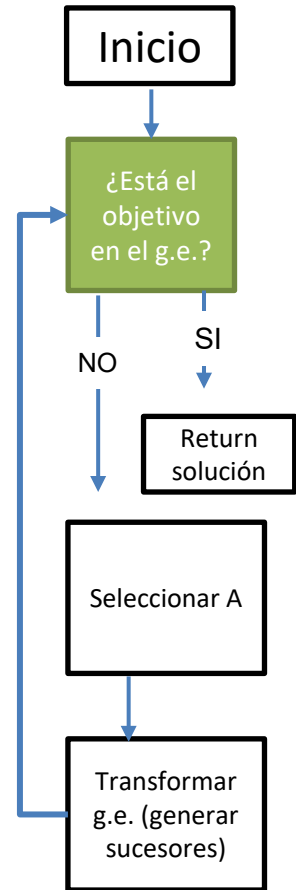 Inicio
¿Está el
objetivo
en el g.e.?
NO
SI
Return
solución
Seleccionar A
Transformar
g.e. (generar
sucesores)